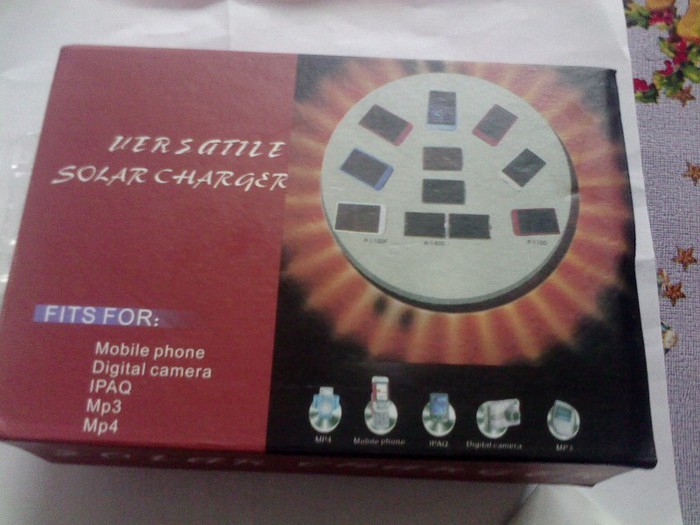 VERSATILE
SOLAR CHARGER
FITS FOR:
Mobile phone
Digital camera
IPAQ
Mp3
Mp4
MP4
Mobile phone
IPAQ
Digital camera
MP3